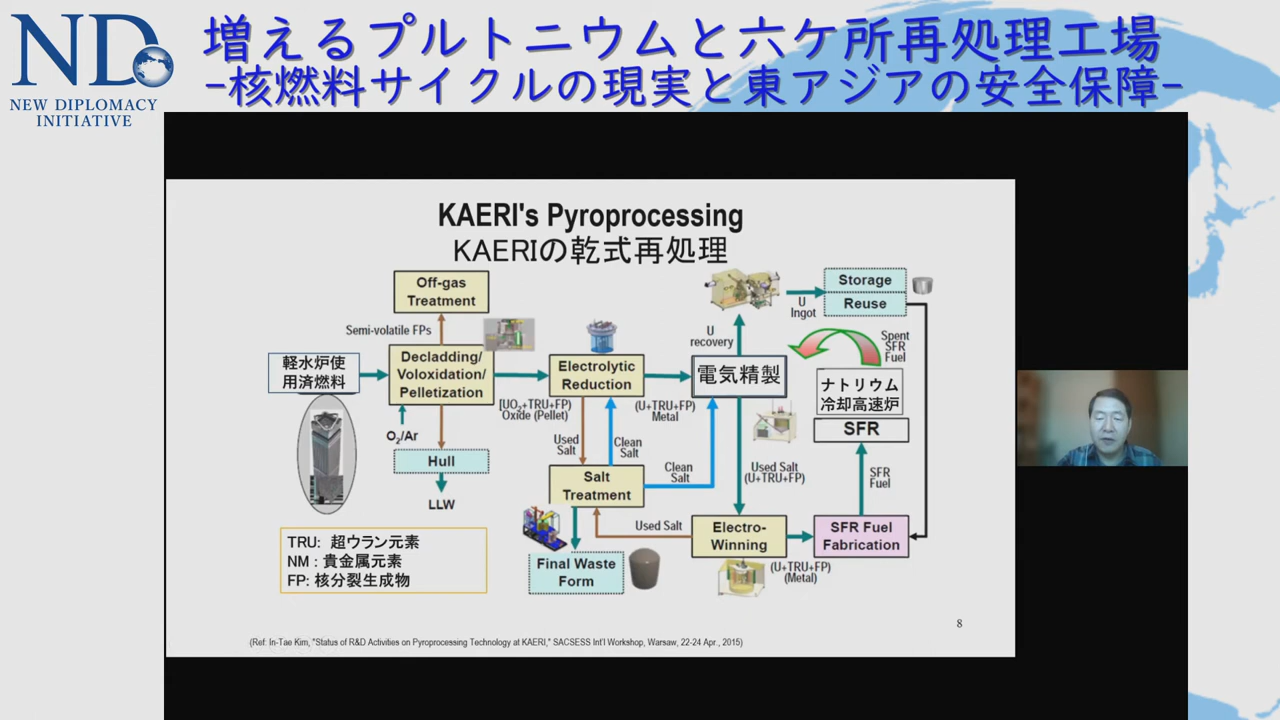 ND
NEW DIPLOMACY
INITIATIVE
増えるプルトニウムと六ケ所再処理工場
-核燃料サイクルの現実と東アジアの安全保障-
KAERI's Pyroprocessing
KAERIの乾式再処理
Off-gas
Treatment
Semi-volatile FPs
軽水炉使
用済燃料
Decladding/
Voloxidation/
Pelletization
O₂/Ar
Hull
LLW
[UO₂+TRU+FP)
Oxide (Pellet)
Electrolytic
Reduction
(U+TRU+FP)
Metal
Used
Salt
Clean
Salt
Salt
Treatment
Clean
Salt
Used Salt
Final Waste
Form
U
recovery
電気精製
U
Ingot
Storage
Reuse
Spent
SFR
Fuel
ナトリウム
冷却高速炉
SFR
SFR
Fuel
Used Salt
(U+TRU+FP)
Electro-
Winning
(U+TRU+FP)
(Metal)
SFR Fuel
Fabrication
TRU: 超ウラン元素
NM : 貴金属元素
FP: 核分裂生成物
8
(Ref: In-Tae Kim, "Status of R&D Activities on Pyroprocessing Technology at KAERI," SACSESS Int'l Workshop, Warsaw, 22-24 Apr., 2015)